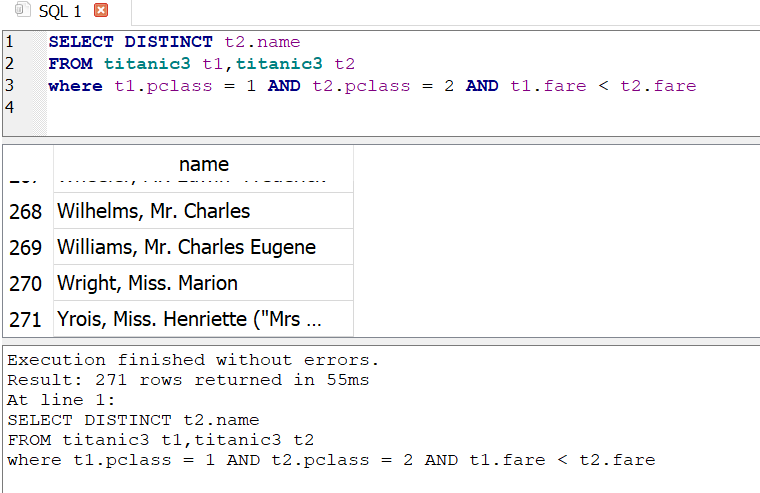 SQL 1
1 SELECT DISTINCT t2.name
2 FROM titanic3 t1,titanic3 t2
3 where t1.pclass = 1 AND t2.pclass = 2 AND t1.fare < t2.fare
4
name
268 Wilhelms, Mr. Charles
269 Williams, Mr. Charles Eugene
270 Wright, Miss. Marion
271 Yrois, Miss. Henriette ("Mrs ...
Execution finished without errors.
Result: 271 rows returned in 55ms
At line 1:
SELECT DISTINCT t2.name
FROM titanic3 t1,titanic3 t2
where t1.pclass = 1 AND t2.pclass = 2 AND t1.fare < t2.fare